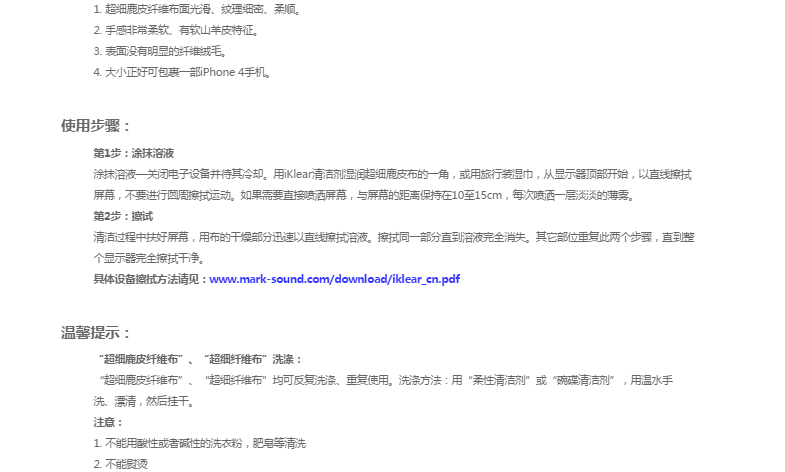 1. 超细鹿皮纤维布面光滑、纹理细密、柔顺。
2. 手感非常柔软、有软山羊皮特征。
3. 表面没有明显的纤维绒毛。
4. 大小正好可包裹一部iPhone 4手机。
使用步骤：
第1步：涂抹溶液
涂抹溶液—关闭电子设备并待其冷却。用iKlear清洁剂湿润超细鹿皮布的一角，或用旅行装湿巾，从显示器顶部开始，以直线擦拭
屏幕，不要进行圆周擦拭运动。如果需要直接喷洒屏幕，与屏幕的距离保持在10至15cm，每次喷洒一层淡淡的薄雾。
第2步：擦试
清洁过程中扶好屏幕，用布的干燥部分迅速以直线擦拭溶液。擦拭同一部分直到溶液完全消失。其它部位重复此两个步骤，直到整
个显示器完全擦拭干净。
具体设备擦拭方法请见：www.mark-sound.com/download/iklear_cn.pdf
温馨提示：
“超细鹿皮纤维布”、“超细纤维布”洗涤：
“超细鹿皮纤维布”、“超细纤维布”均可反复洗涤、重复使用。洗涤方法：用“柔性清洁剂”或“碗碟清洁剂”，用温水手
洗、漂清，然后挂干。
注意：
1. 不能用酸性或者碱性的洗衣粉，肥皂等清洗
2. 不能熨烫